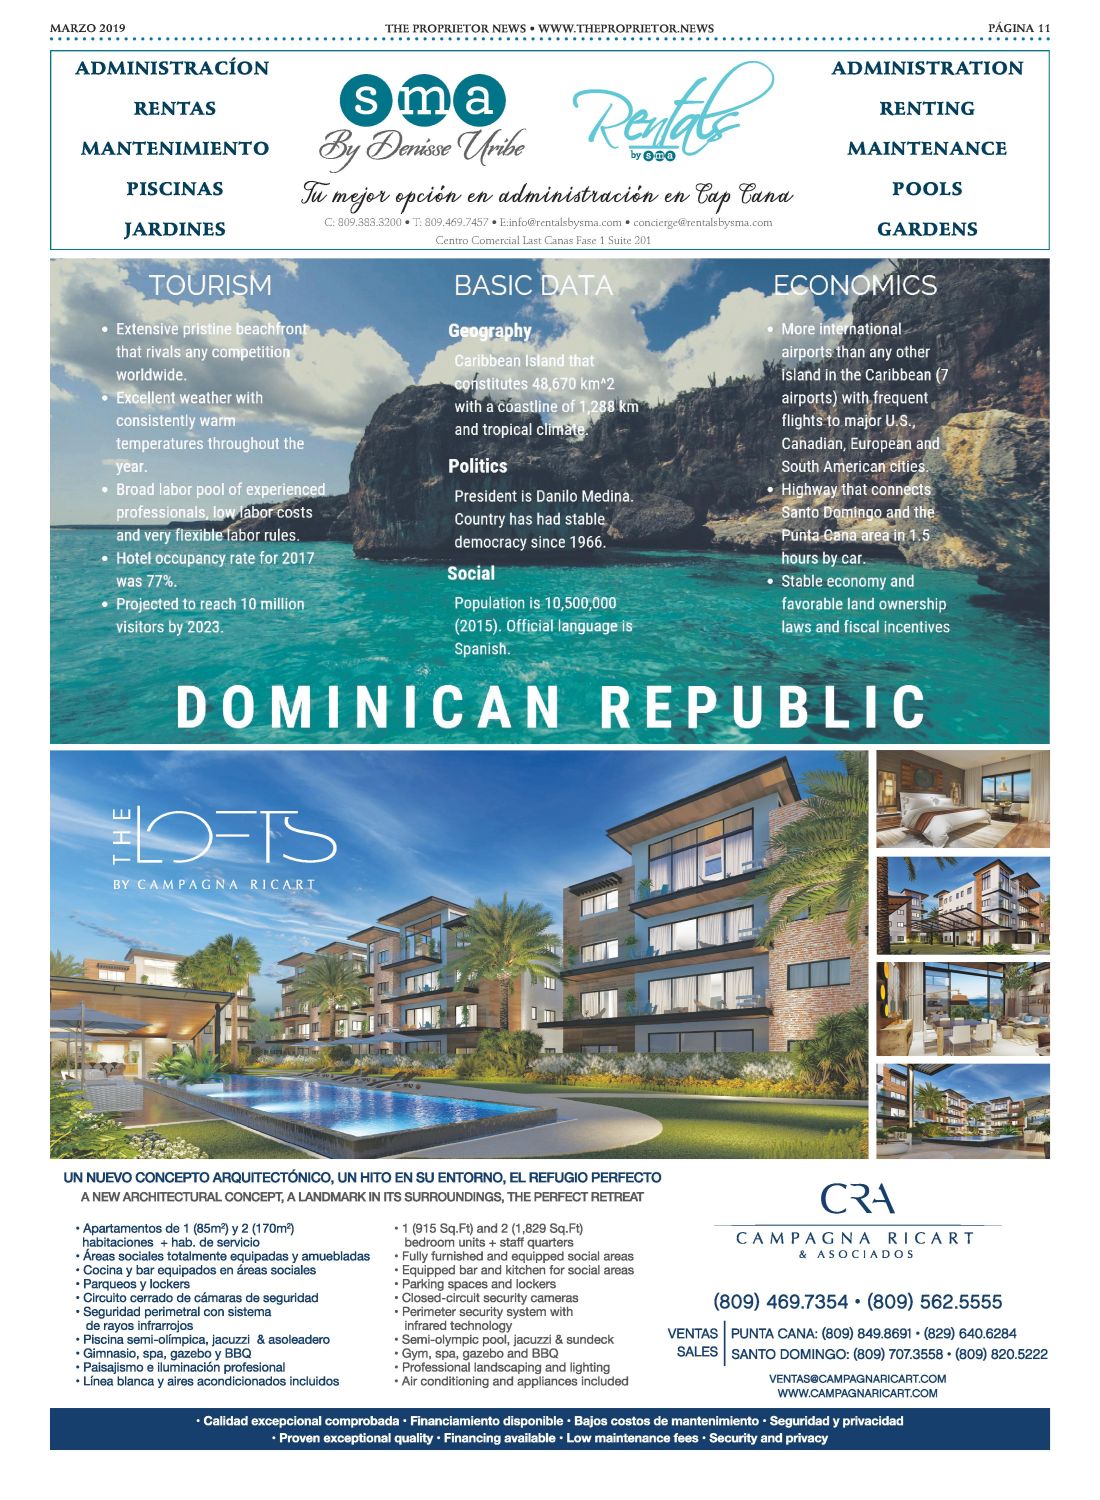 MARZO 2019
THE PROPRIETOR NEWS • WWW.THEPROPRIETOR.NEWS
PÁGINA 11
ADMINISTRACÍON
RENTAS
MANTENIMIENTO
PISCINAS
JARDINES
sma
By Denisse Uribe
Rentals
by sma
Tu mejor opción en administración en Cap Cana
C: 809.383.3200 • T: 809.469.7457 • E:info@rentalsbysma.com • concierge@rentalsbysma.com
Centro Comercial Last Canas Fase 1 Suite 201
ADMINISTRATION
RENTING
MAINTENANCE
POOLS
GARDENS
TOURISM
• Extensive pristine beachfront
that rivals any competition
worldwide.
• Excellent weather with
consistently warm
temperatures throughout the
year.
• Broad labor pool of experienced
professionals, low labor costs
and very flexible labor rules.
• Hotel occupancy rate for 2017
was 77%.
• Projected to reach 10 million
visitors by 2023.
BASIC DATA
Geography
Caribbean Island that
constitutes 48,670 km^2
with a coastline of 1,288 km
and tropical climate.
Politics
President is Danilo Medina.
Country has had stable
democracy since 1966.
Social
Population is 10,500,000
(2015). Official language is
Spanish.
ECONOMICS
• More international
airports than any other
island in the Caribbean (7
airports) with frequent
flights to major U.S.,
Canadian, European and
South American cities.
• Highway that connects
Santo Domingo and the
Punta Cana area in 1.5
hours by car.
• Stable economy and
favorable land ownership
laws and fiscal incentives
DOMINICAN REPUBLIC
THE LOFTS
BY CAMPAGNA RICART
UN NUEVO CONCEPTO ARQUITECTÓNICO, UN HITO EN SU ENTORNO, EL REFUGIO PERFECTO
A NEW ARCHITECTURAL CONCEPT, A LANDMARK IN ITS SURROUNDINGS, THE PERFECT RETREAT
• Apartamentos de 1 (85m²) y 2 (170m²)
habitaciones + hab. de servicio
• Áreas sociales totalmente equipadas y amuebladas
• Cocina y bar equipados en áreas sociales
• Parqueos y lockers
• Circuito cerrado de cámaras de seguridad
• Seguridad perimetral con sistema
de rayos infrarrojos
• Piscina semi-olímpica, jacuzzi & asoleadero
• Gimnasio, spa, gazebo y BBQ
• Paisajismo e iluminación profesional
• Línea blanca y aires acondicionados incluidos
• 1 (915 Sq.Ft) and 2 (1,829 Sq.Ft)
bedroom units + staff quarters
• Fully furnished and equipped social areas
• Equipped bar and kitchen for social areas
• Parking spaces and lockers
• Closed-circuit security cameras
• Perimeter security system with
infrared technology
• Semi-olympic pool, jacuzzi & sundeck
• Gym, spa, gazebo and BBQ
• Professional landscaping and lighting
• Air conditioning and appliances included
CRA
CAMPAGNA RICART
& ASOCIADOS
(809) 469.7354 • (809) 562.5555
VENTAS
SALES
PUNTA CANA: (809) 849.8691 • (829) 640.6284
SANTO DOMINGO: (809) 707.3558 • (809) 820.5222
VENTAS@CAMPAGNARICART.COM
WWW.CAMPAGNARICART.COM
• Calidad excepcional comprobada • Financiamiento disponible • Bajos costos de mantenimiento • Seguridad y privacidad
• Proven exceptional quality • Financing available • Low maintenance fees • Security and privacy